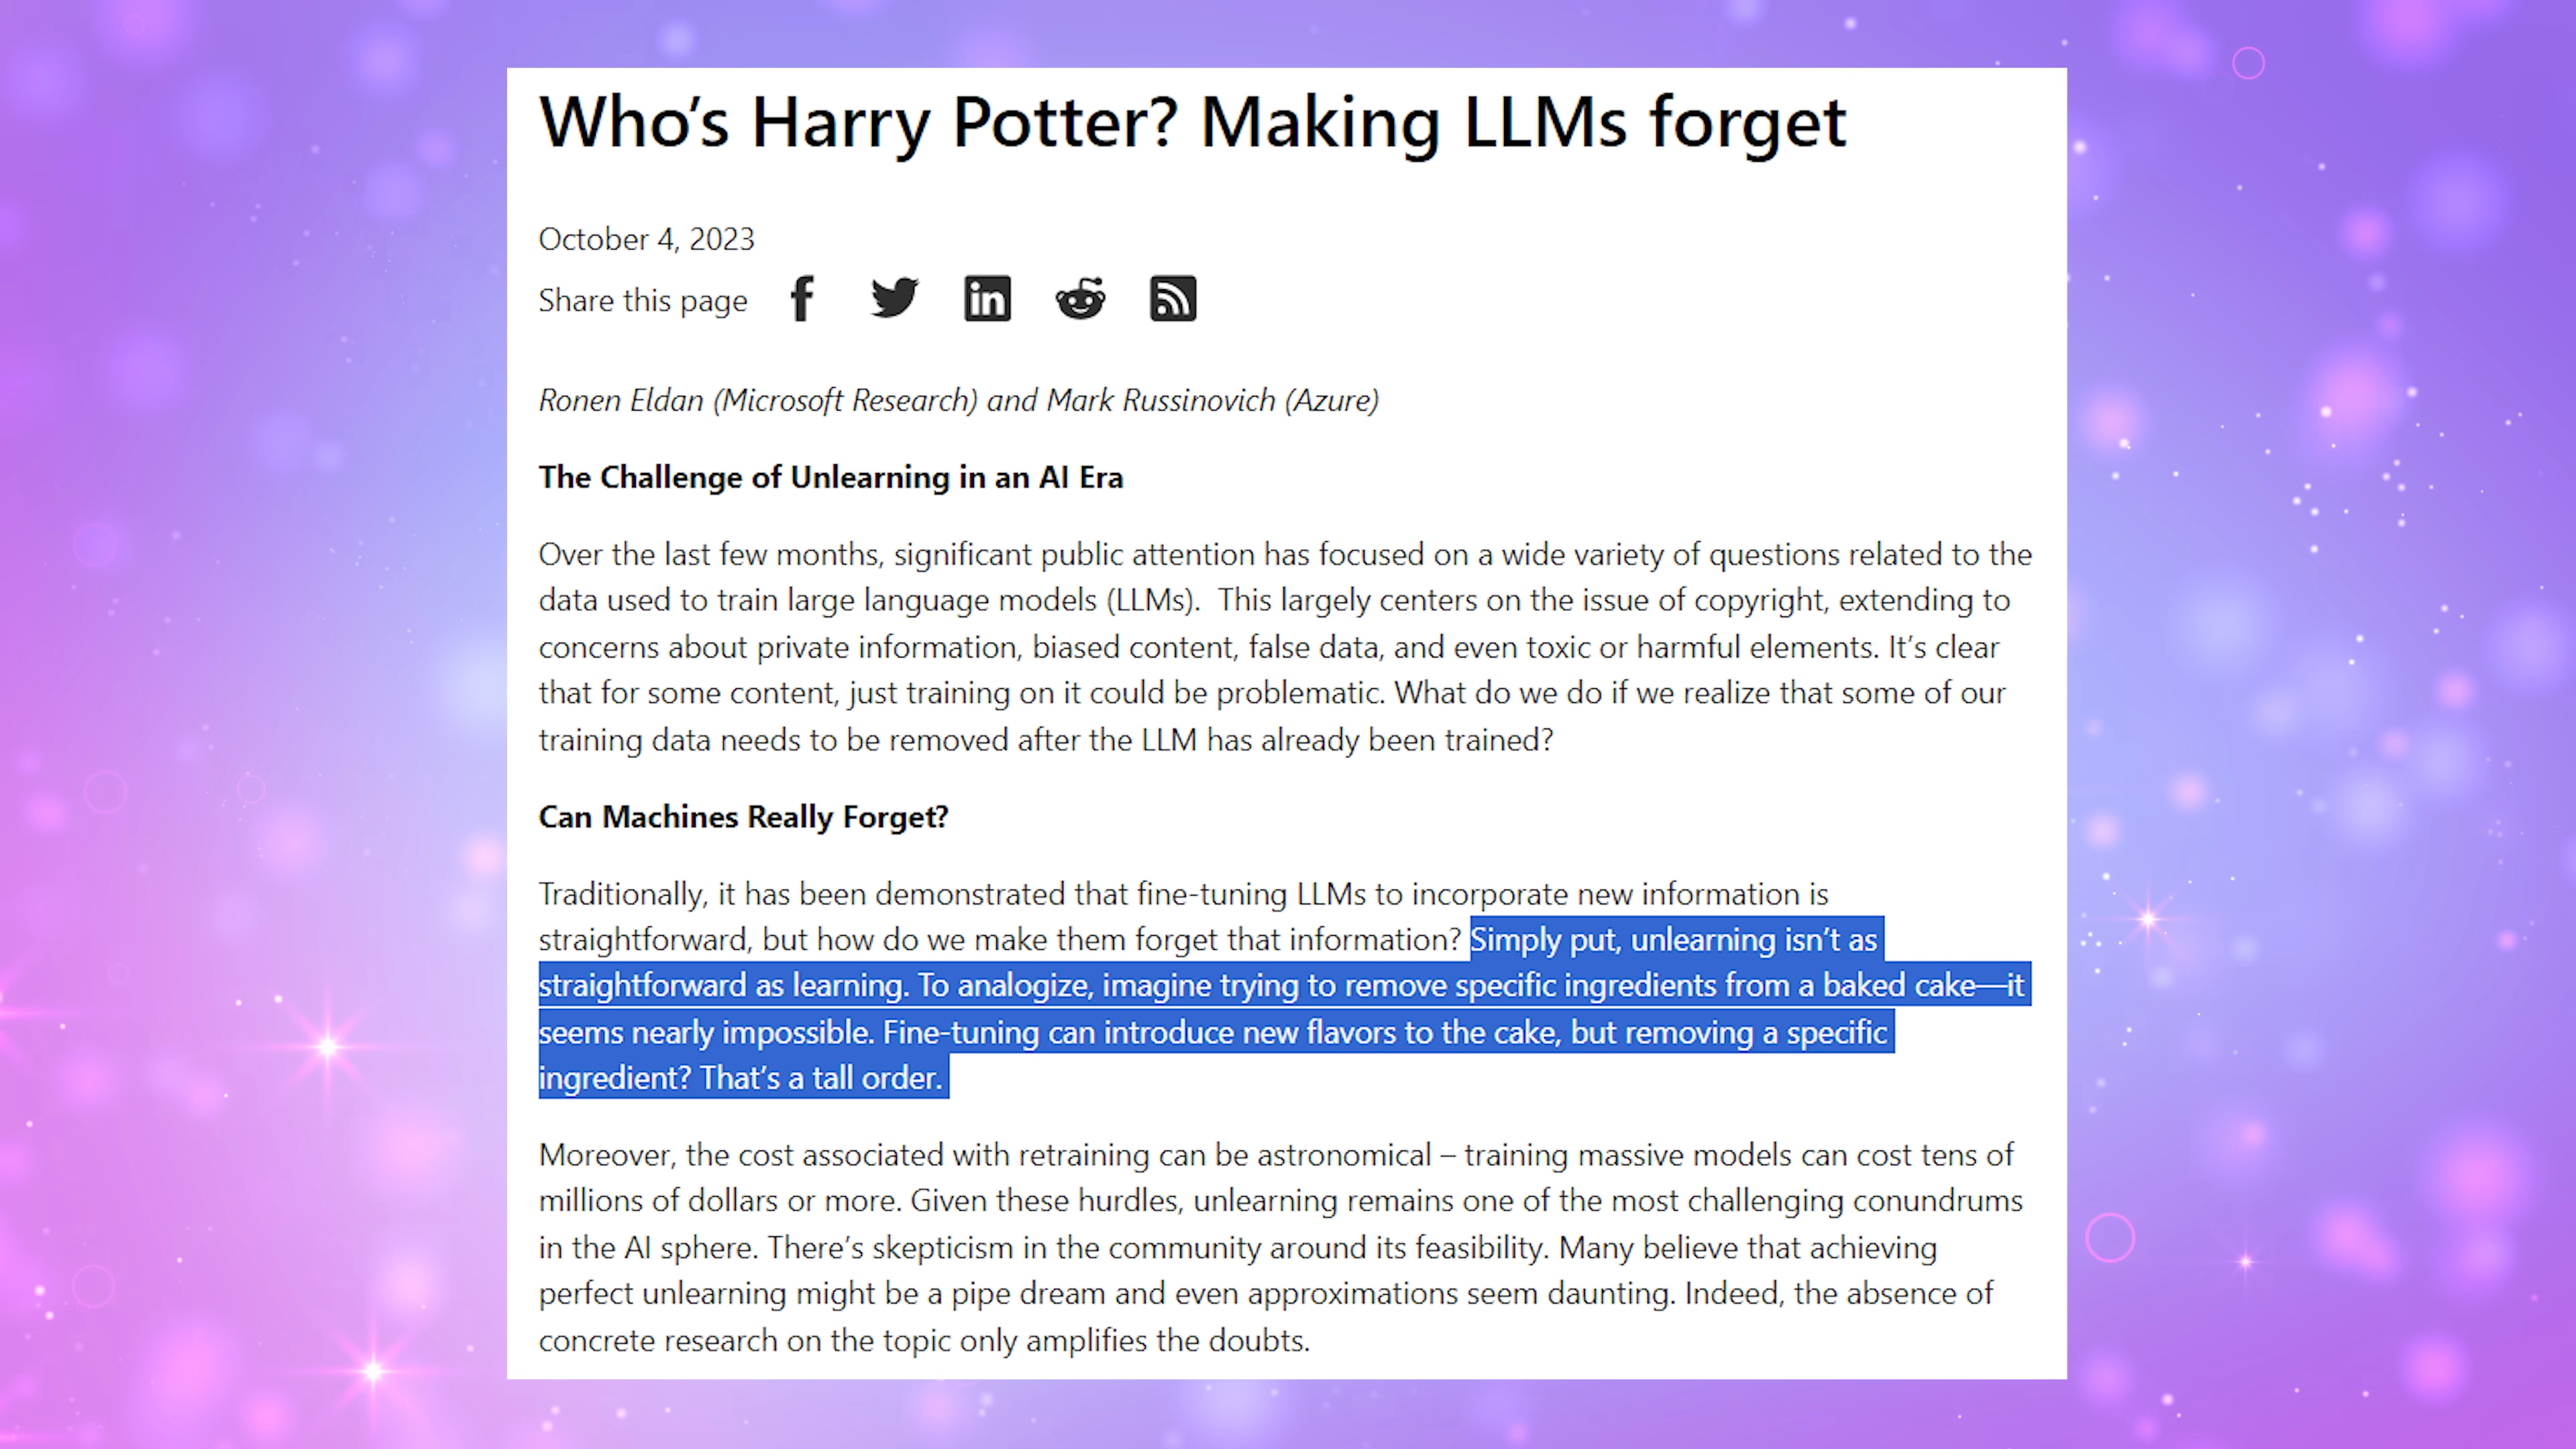 Who’s Harry Potter? Making LLMs forget
October 4, 2023
Share this page
Ronen Eldan (Microsoft Research) and Mark Russinovich (Azure)
The Challenge of Unlearning in an AI Era
Over the last few months, significant public attention has focused on a wide variety of questions related to the
data used to train large language models (LLMs).  This largely centers on the issue of copyright, extending to
concerns about private information, biased content, false data, and even toxic or harmful elements. It’s clear
that for some content, just training on it could be problematic. What do we do if we realize that some of our
training data needs to be removed after the LLM has already been trained?
Can Machines Really Forget?
Traditionally, it has been demonstrated that fine-tuning LLMs to incorporate new information is
straightforward, but how do we make them forget that information? Simply put, unlearning isn’t as
straightforward as learning. To analogize, imagine trying to remove specific ingredients from a baked cake—it
seems nearly impossible. Fine-tuning can introduce new flavors to the cake, but removing a specific
ingredient? That’s a tall order.
Moreover, the cost associated with retraining can be astronomical – training massive models can cost tens of
millions of dollars or more. Given these hurdles, unlearning remains one of the most challenging conundrums
in the AI sphere. There’s skepticism in the community around its feasibility. Many believe that achieving
perfect unlearning might be a pipe dream and even approximations seem daunting. Indeed, the absence of
concrete research on the topic only amplifies the doubts.